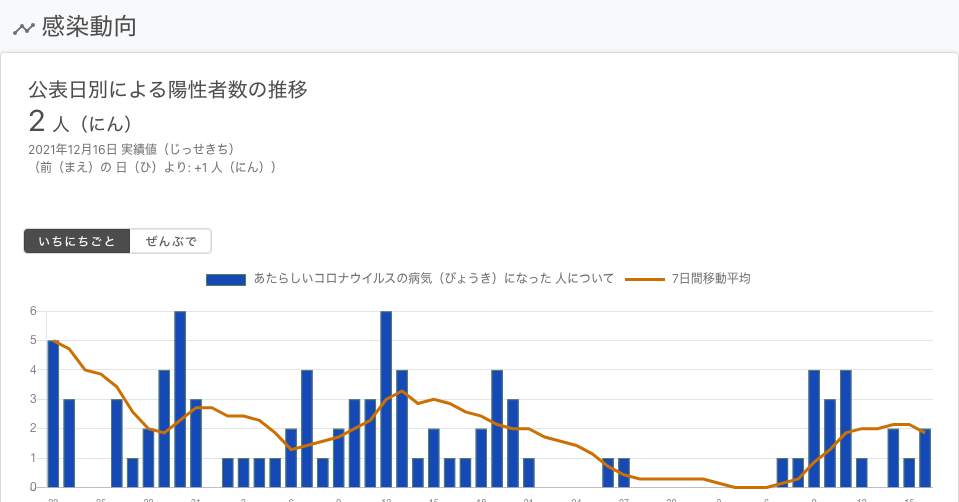 感染動向
公表日別による陽性者数の推移
2 人（にん）
2021年12月16日 実績値（じっせきち）
（前（まえ）の 日（ひ）より: +1 人（にん））
いちにちごと ぜんぶで
あたらしいコロナウイルスの病気（びょうき）になった 人について 7日間移動平均
6
5
4
3
2
1
0